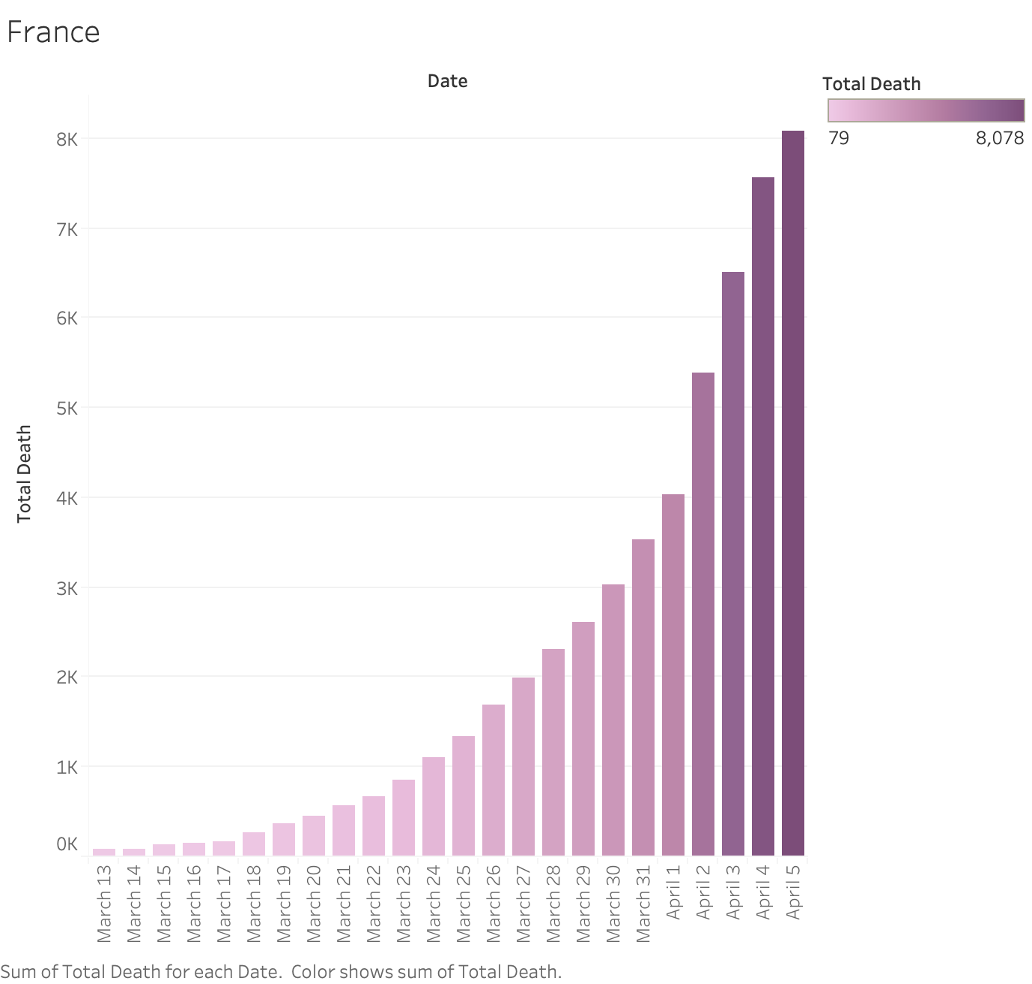 France
Date
Total Death
79 8,078
8K
7K
6K
5K
4K
3K
2K
1K
0K
Total Death
March 13
March 14
March 15
March 16
March 17
March 18
March 19
March 20
March 21
March 22
March 23
March 24
March 25
March 26
March 27
March 28
March 29
March 30
March 31
April 1
April 2
April 3
April 4
April 5
Sum of Total Death for each Date.  Color shows sum of Total Death.